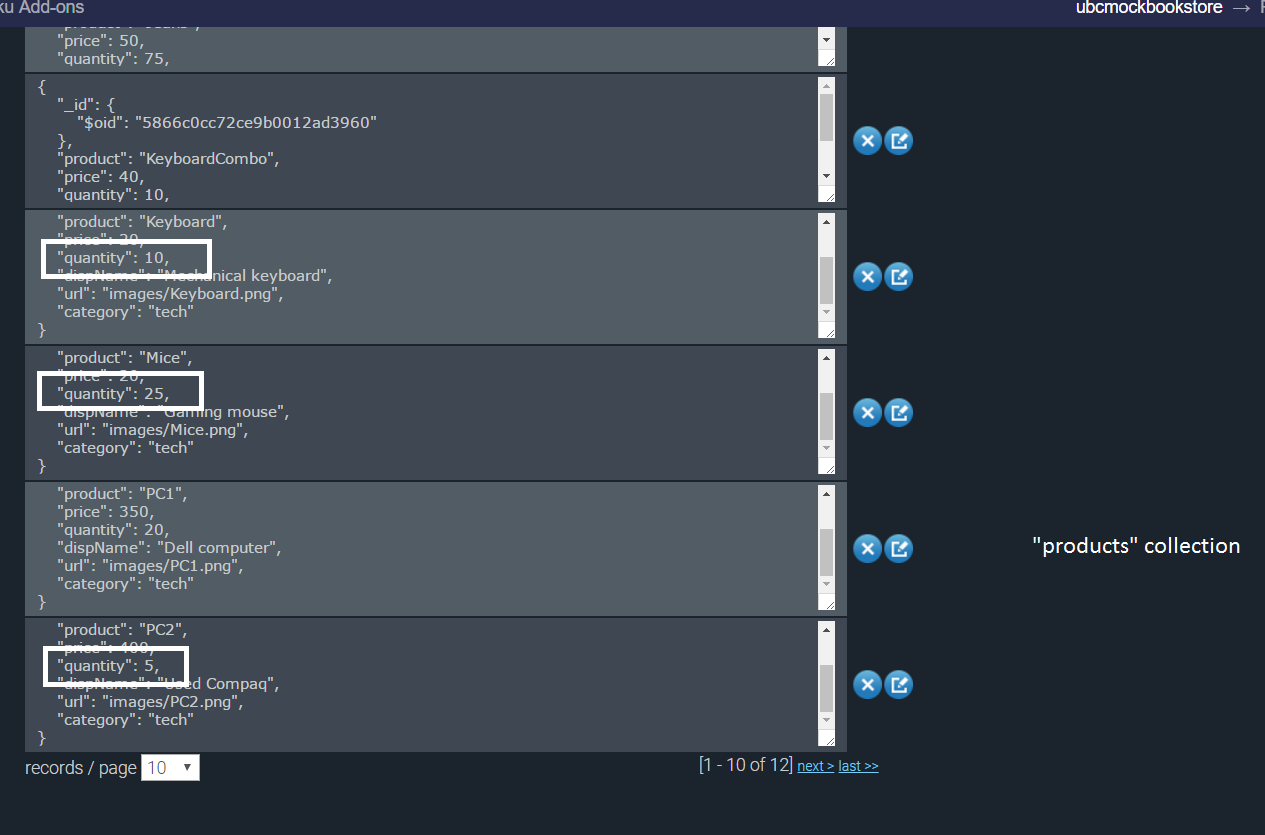 ku Add-ons
ubcmockbookstore →
"price": 50,
"quantity": 75,
{
"_id": {
"$oid": "5866c0cc72ce9b0012ad3960"
},
"product": "KeyboardCombo",
"price": 40,
"quantity": 10,
"product": "Keyboard",
"price": 20,
"quantity": 10,
"dispName": "Mechanical keyboard",
"url": "images/Keyboard.png",
"category": "tech"
}
"product": "Mice",
"price": 20,
"quantity": 25,
"dispName": "Gaming mouse",
"url": "images/Mice.png",
"category": "tech"
}
"product": "PC1",
"price": 350,
"quantity": 20,
"dispName": "Dell computer",
"url": "images/PC1.png",
"category": "tech"
}
"products" collection
"product": "PC2",
"price": 400,
"quantity": 5,
"dispName": "Used Compaq",
"url": "images/PC2.png",
"category": "tech"
}
records / page 10
[1 - 10 of 12] next > last >>